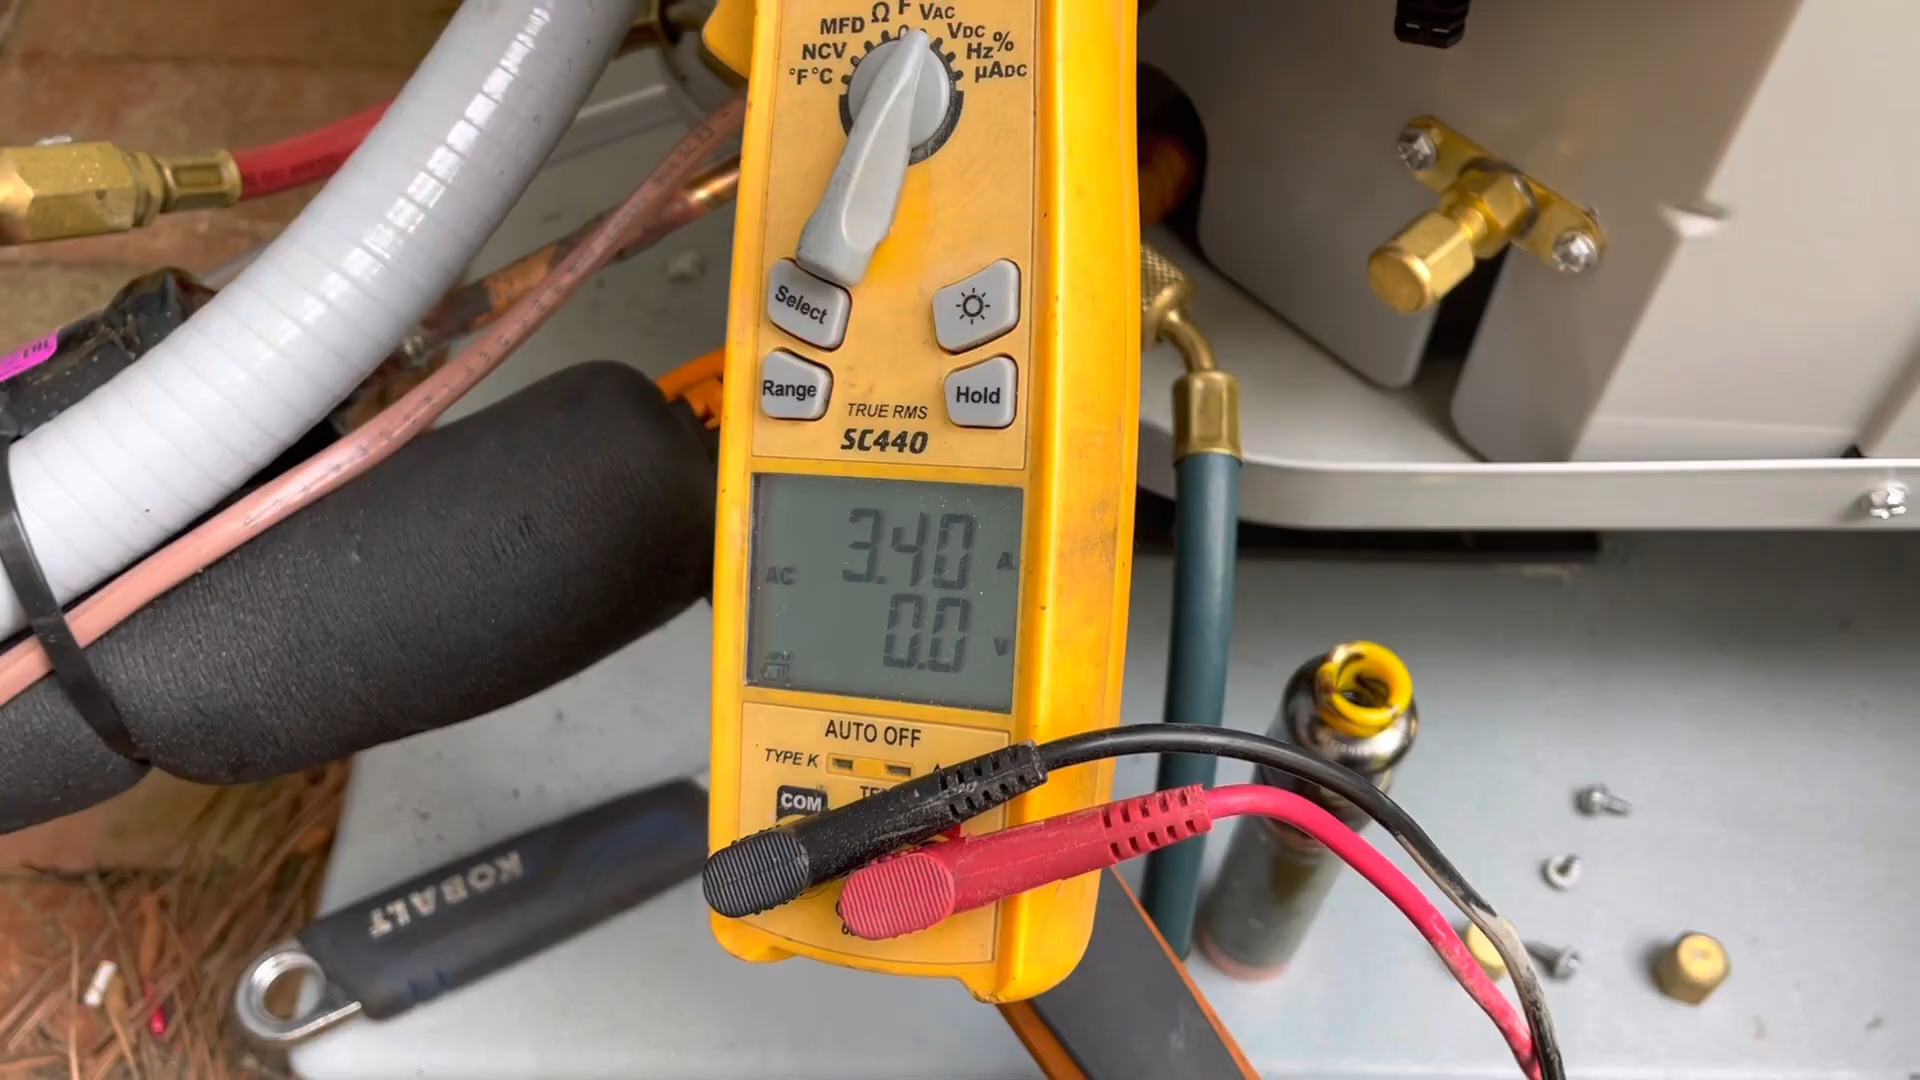 Ω F VAC
MFD VDC
NCV Hz%
°F°C µADC
Select
Range Hold
TRUE RMS
SC440
3.40 A
AC
0.0 V
AUTO OFF
TYPE K
COM
KOBALT